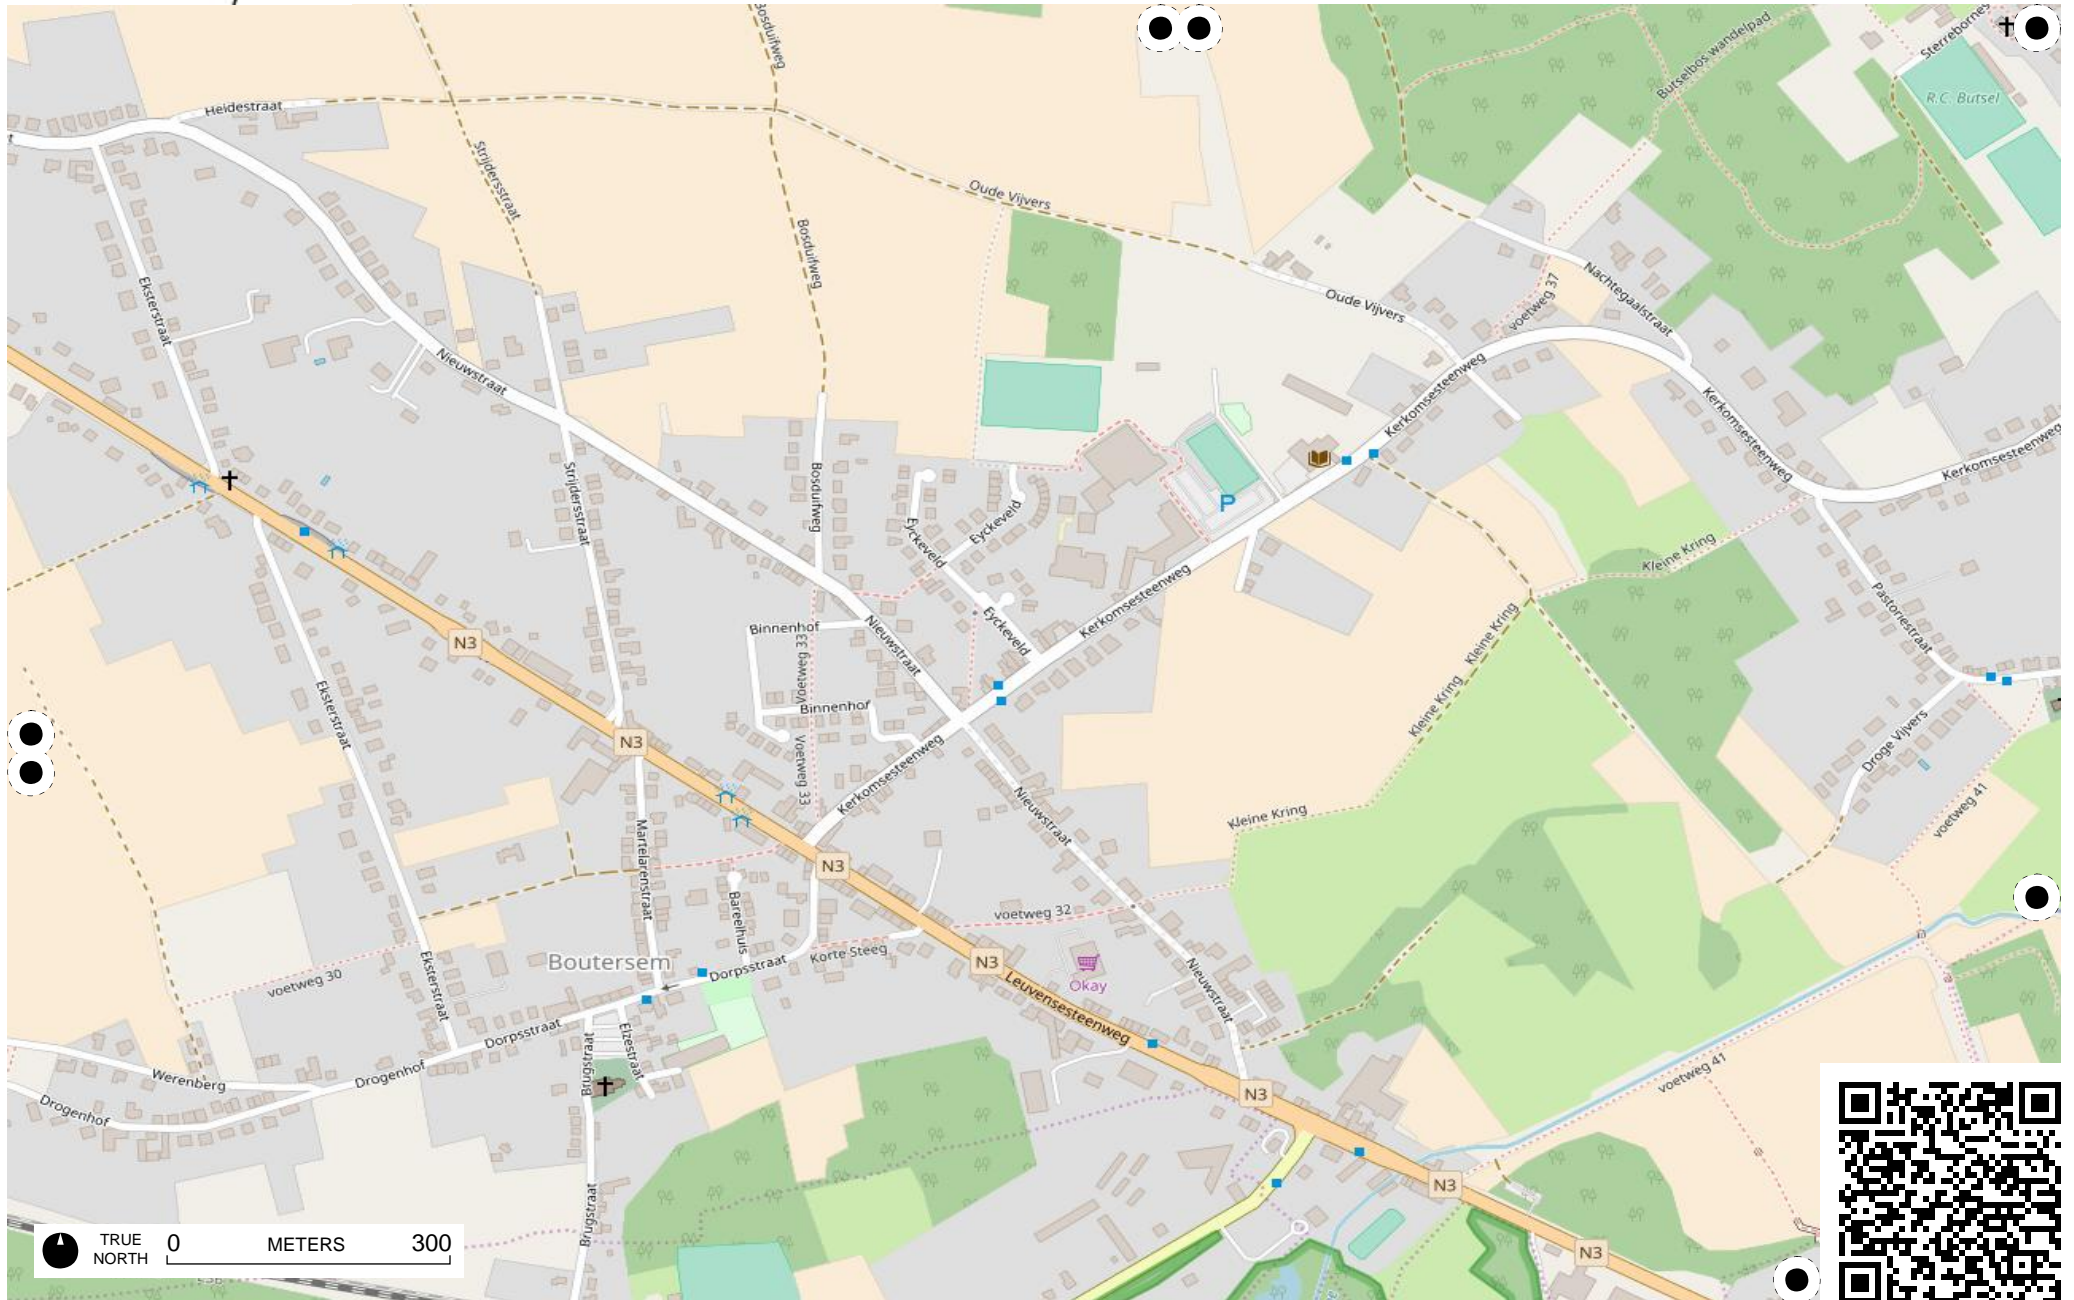 Bosduifweg
Sterrebornes
Butselbos wandelpad
R.C. Butsel
Heidestraat
Strijdersstraat
Oude Vijvers
Bosduifweg
Eksterstraat
Oude Vijvers
voetweg 37
Nachtegaalstraat
Nieuwstraat
Kerkomsesteenweg
Kerkomsesteenweg
Kerkomsesteenweg
Strijdersstraat
Bosduifweg
Eyckeveld
Eyckeveld
P
Kleine Kring
Kerkomsesteenweg
Pastoriestraat
Binnenhof
Eyckeveld
Nieuwstraat
Kleine Kring
N3
Voetweg 33
Eksterstraat
Binnenhof
Kleine Kring
N3
Droge Vijvers
Voetweg 33
Kerkomsesteenweg
Nieuwstraat
Kleine Kring
voetweg 41
Martelarenstraat
N3
Bareelhuis
voetweg 32
Boutersem
Korte Steeg
N3
Dorpsstraat
voetweg 30
Eksterstraat
Okay
Nieuwstraat
Leuvensesteenweg
Dorpsstraat
Elzestraat
Brugstraat
Drogenhof
Werenberg
voetweg 41
N3
Drogenhof
N3
Brugstraat
N3
TRUE
NORTH
0 METERS 300